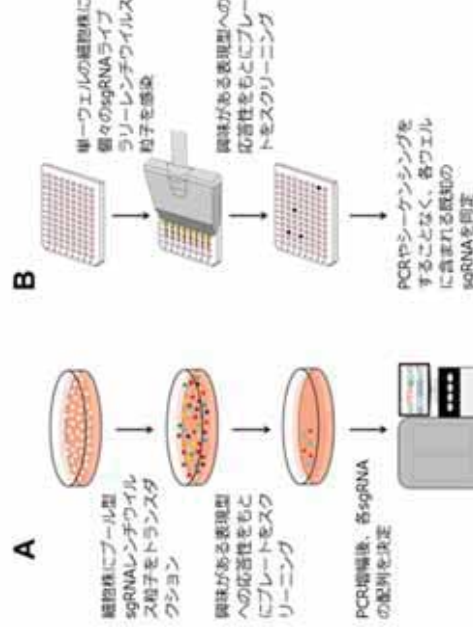 A
細胞株にプール型
sgRNAレンチウイル
ス粒子をトランスダ
クション
興味がある表現型
への応答性をもと
にプレートをスク
リーニング
PCR増幅後、各sgRNA
の配列を決定
B
単一ウェルの細胞株に
個々のsgRNAライブ
ラリーレンチウイルス
粒子を感染
興味がある表現型への
応答性をもとにプレー
トをスクリーニング
PCRやシーケンシングを
することなく、各ウェル
に含まれる既知の
sgRNAを同定